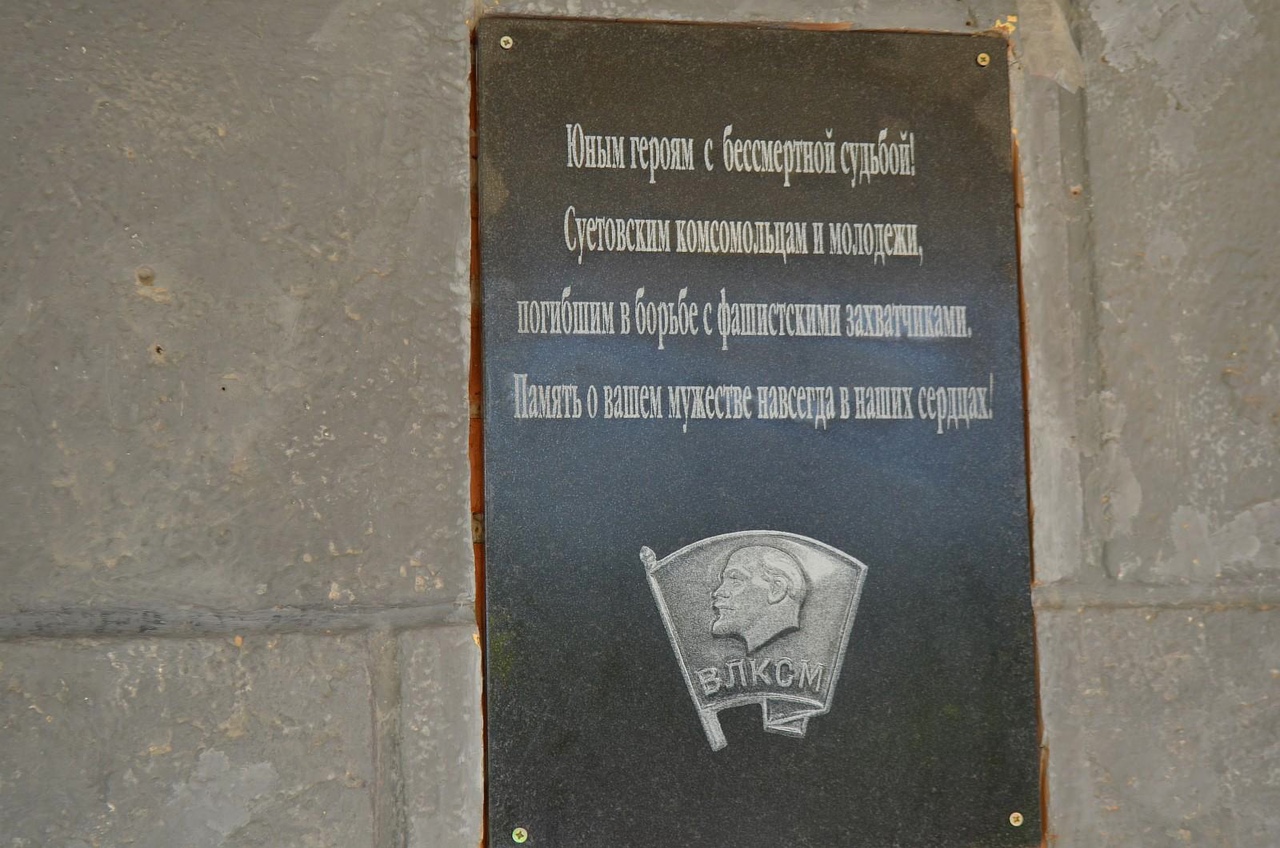 Юным героям с бессмертной судьбой!
Суетовским комсомольцам и молодежи,
погибшим в борьбе с фашистскими захватчиками.
Память о вашем мужестве навсегда в наших сердцах!
ВЛКСМ